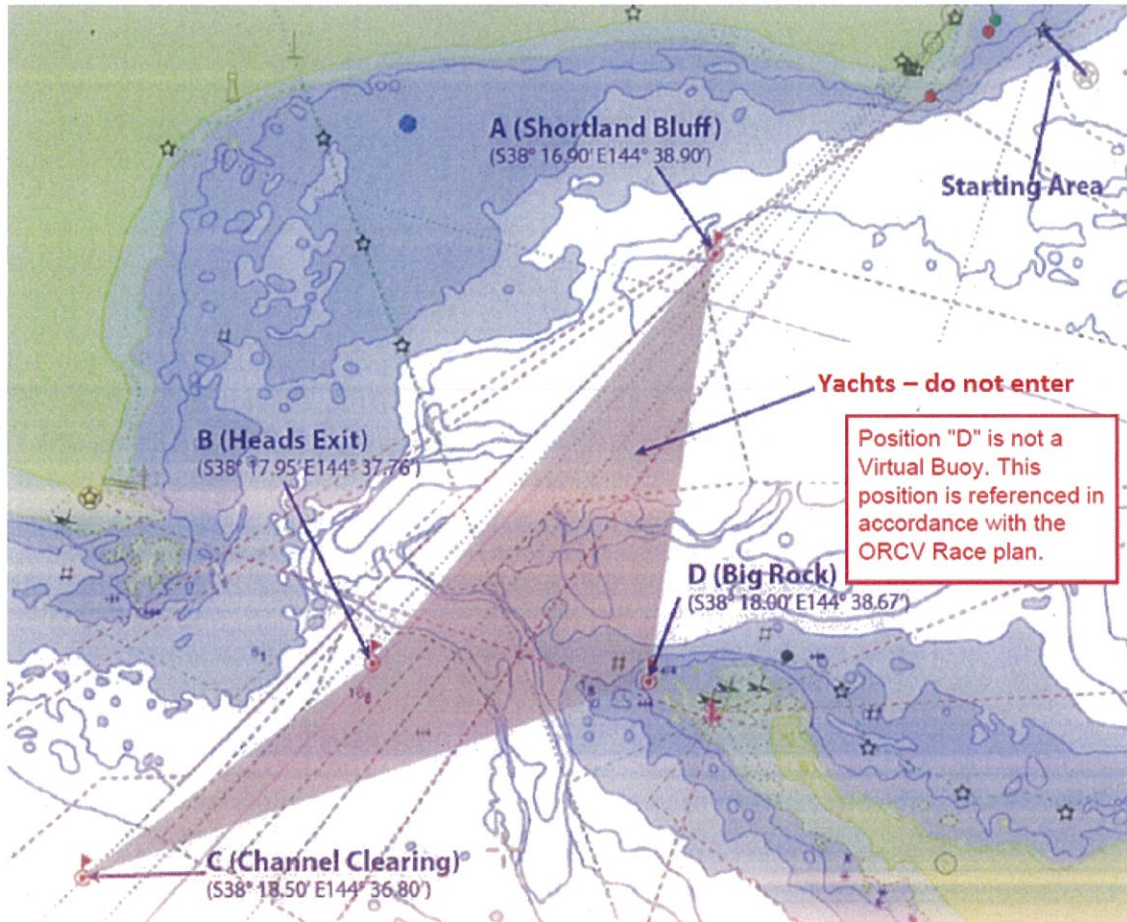 A (Shortland Bluff)
(S38° 16.90' E144° 38.90')
Starting Area
Yachts – do not enter
B (Heads Exit)
(S38° 17.95' E144° 37.76')
Position "D" is not a
Virtual Buoy. This
position is referenced in
accordance with the
ORCV Race plan.
D (Big Rock)
(S38° 18.00' E144° 38.67')
C (Channel Clearing)
(S38° 18.50' E144° 36.80')